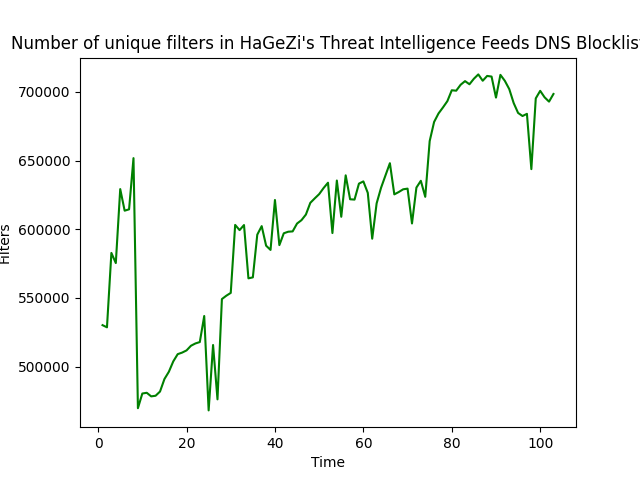 Number of unique filters in HaGeZi's Threat Intelligence Feeds DNS Blocklis
700000
650000
600000
550000
500000
Filters
0 20 40 60 80 100
Time